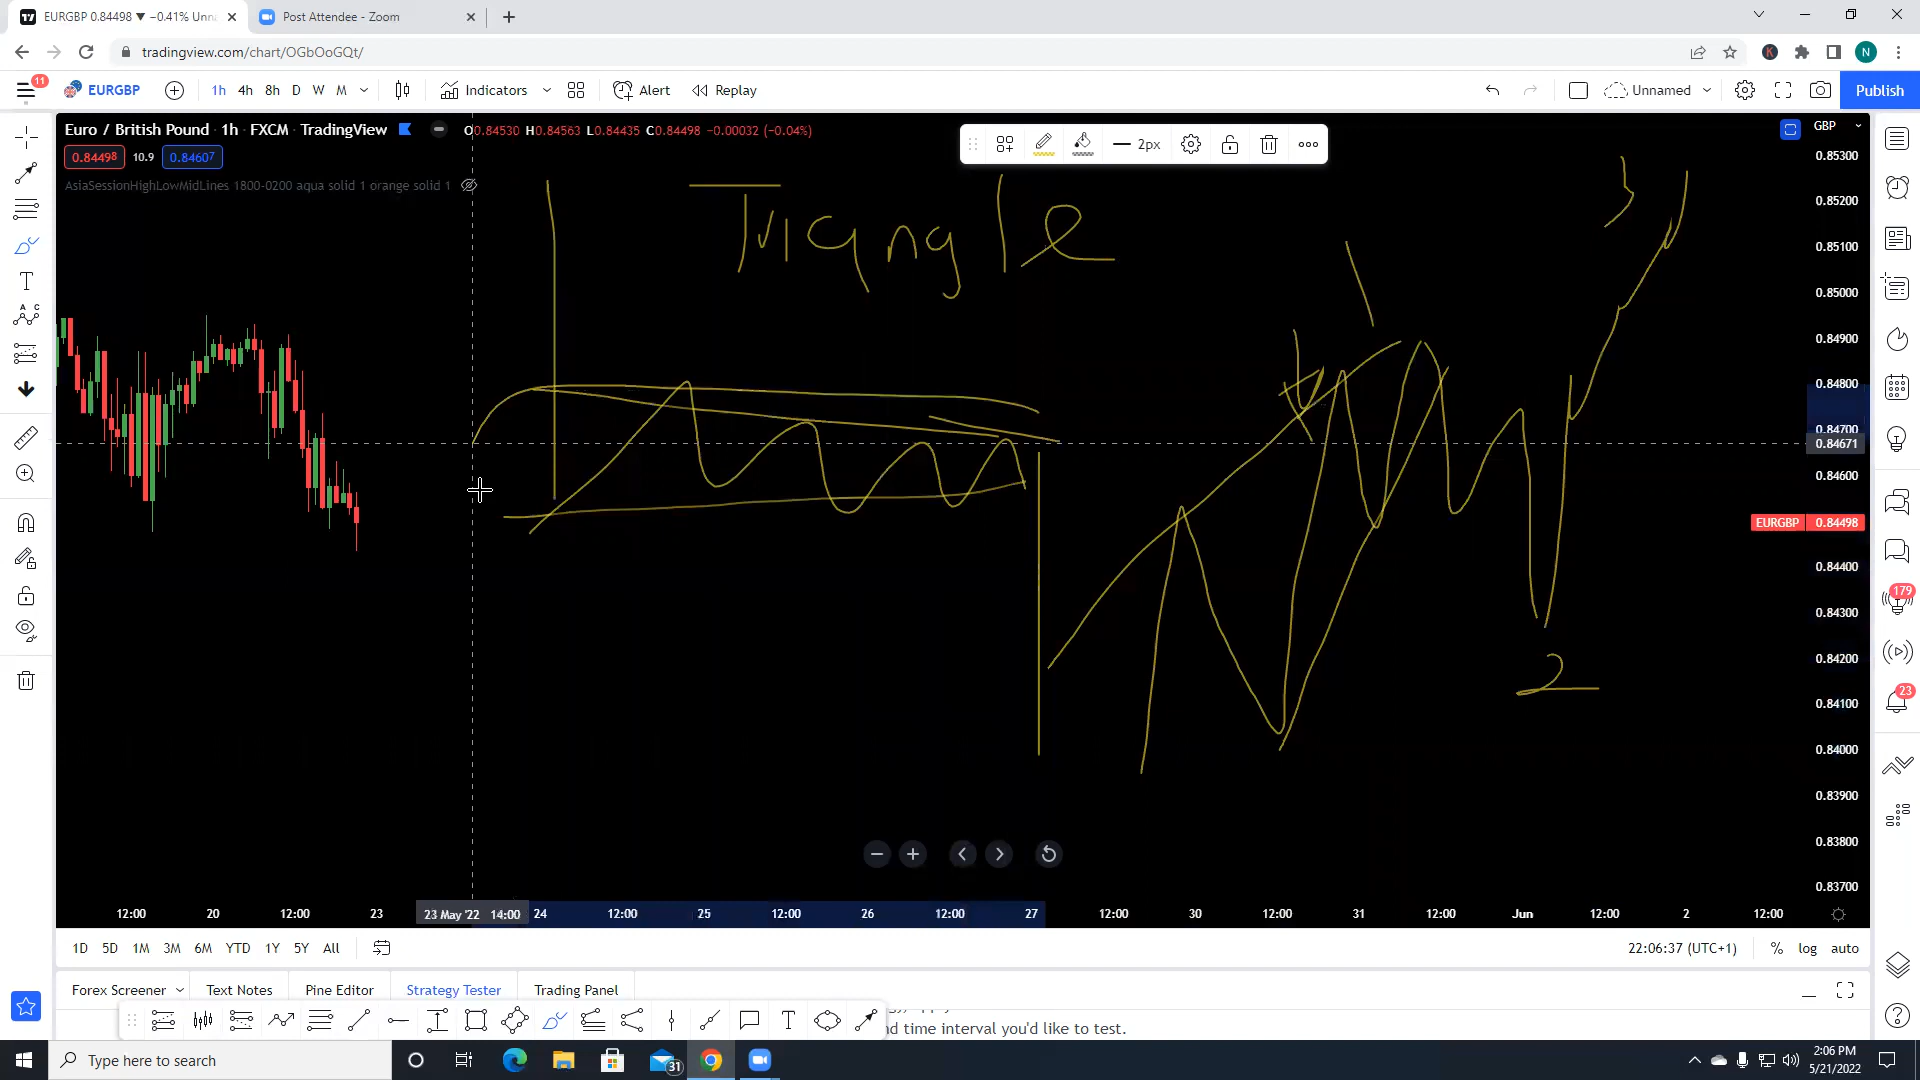 EURGBP 0.84498 ▼ −0.41% Unn
Post Attendee - Zoom
tradingview.com/chart/OGbOoGQt/
N
11
EURGBP
1h 4h 8h D W M
Indicators
Alert
Replay
Unnamed
Publish
Euro / British Pound · 1h · FXCM · TradingView
O0.84530 H0.84563 L0.84435 C0.84498 −0.00032 (−0.04%)
0.84498 10.9 0.84607
AsiaSessionHighLowMidLines 1800-0200 aqua solid 1 orange solid 1
2px
GBP
Triangle
3
2
0.85300
0.85200
0.85100
0.85000
0.84900
0.84800
0.84700
0.84671
0.84600
EURGBP 0.84498
0.84400
0.84300
0.84200
0.84100
0.84000
0.83900
0.83800
0.83700
179
23
12:00 20 12:00 23 23 May '22 14:00 24 12:00 25 12:00 26 12:00 27 12:00 30 12:00 31 12:00 Jun 12:00 2 12:00
1D 5D 1M 3M 6M YTD 1Y 5Y All
22:06:37 (UTC+1) % log auto
Forex Screener Text Notes Pine Editor Strategy Tester Trading Panel
nd time interval you'd like to test.
Type here to search
31
2:06 PM
5/21/2022